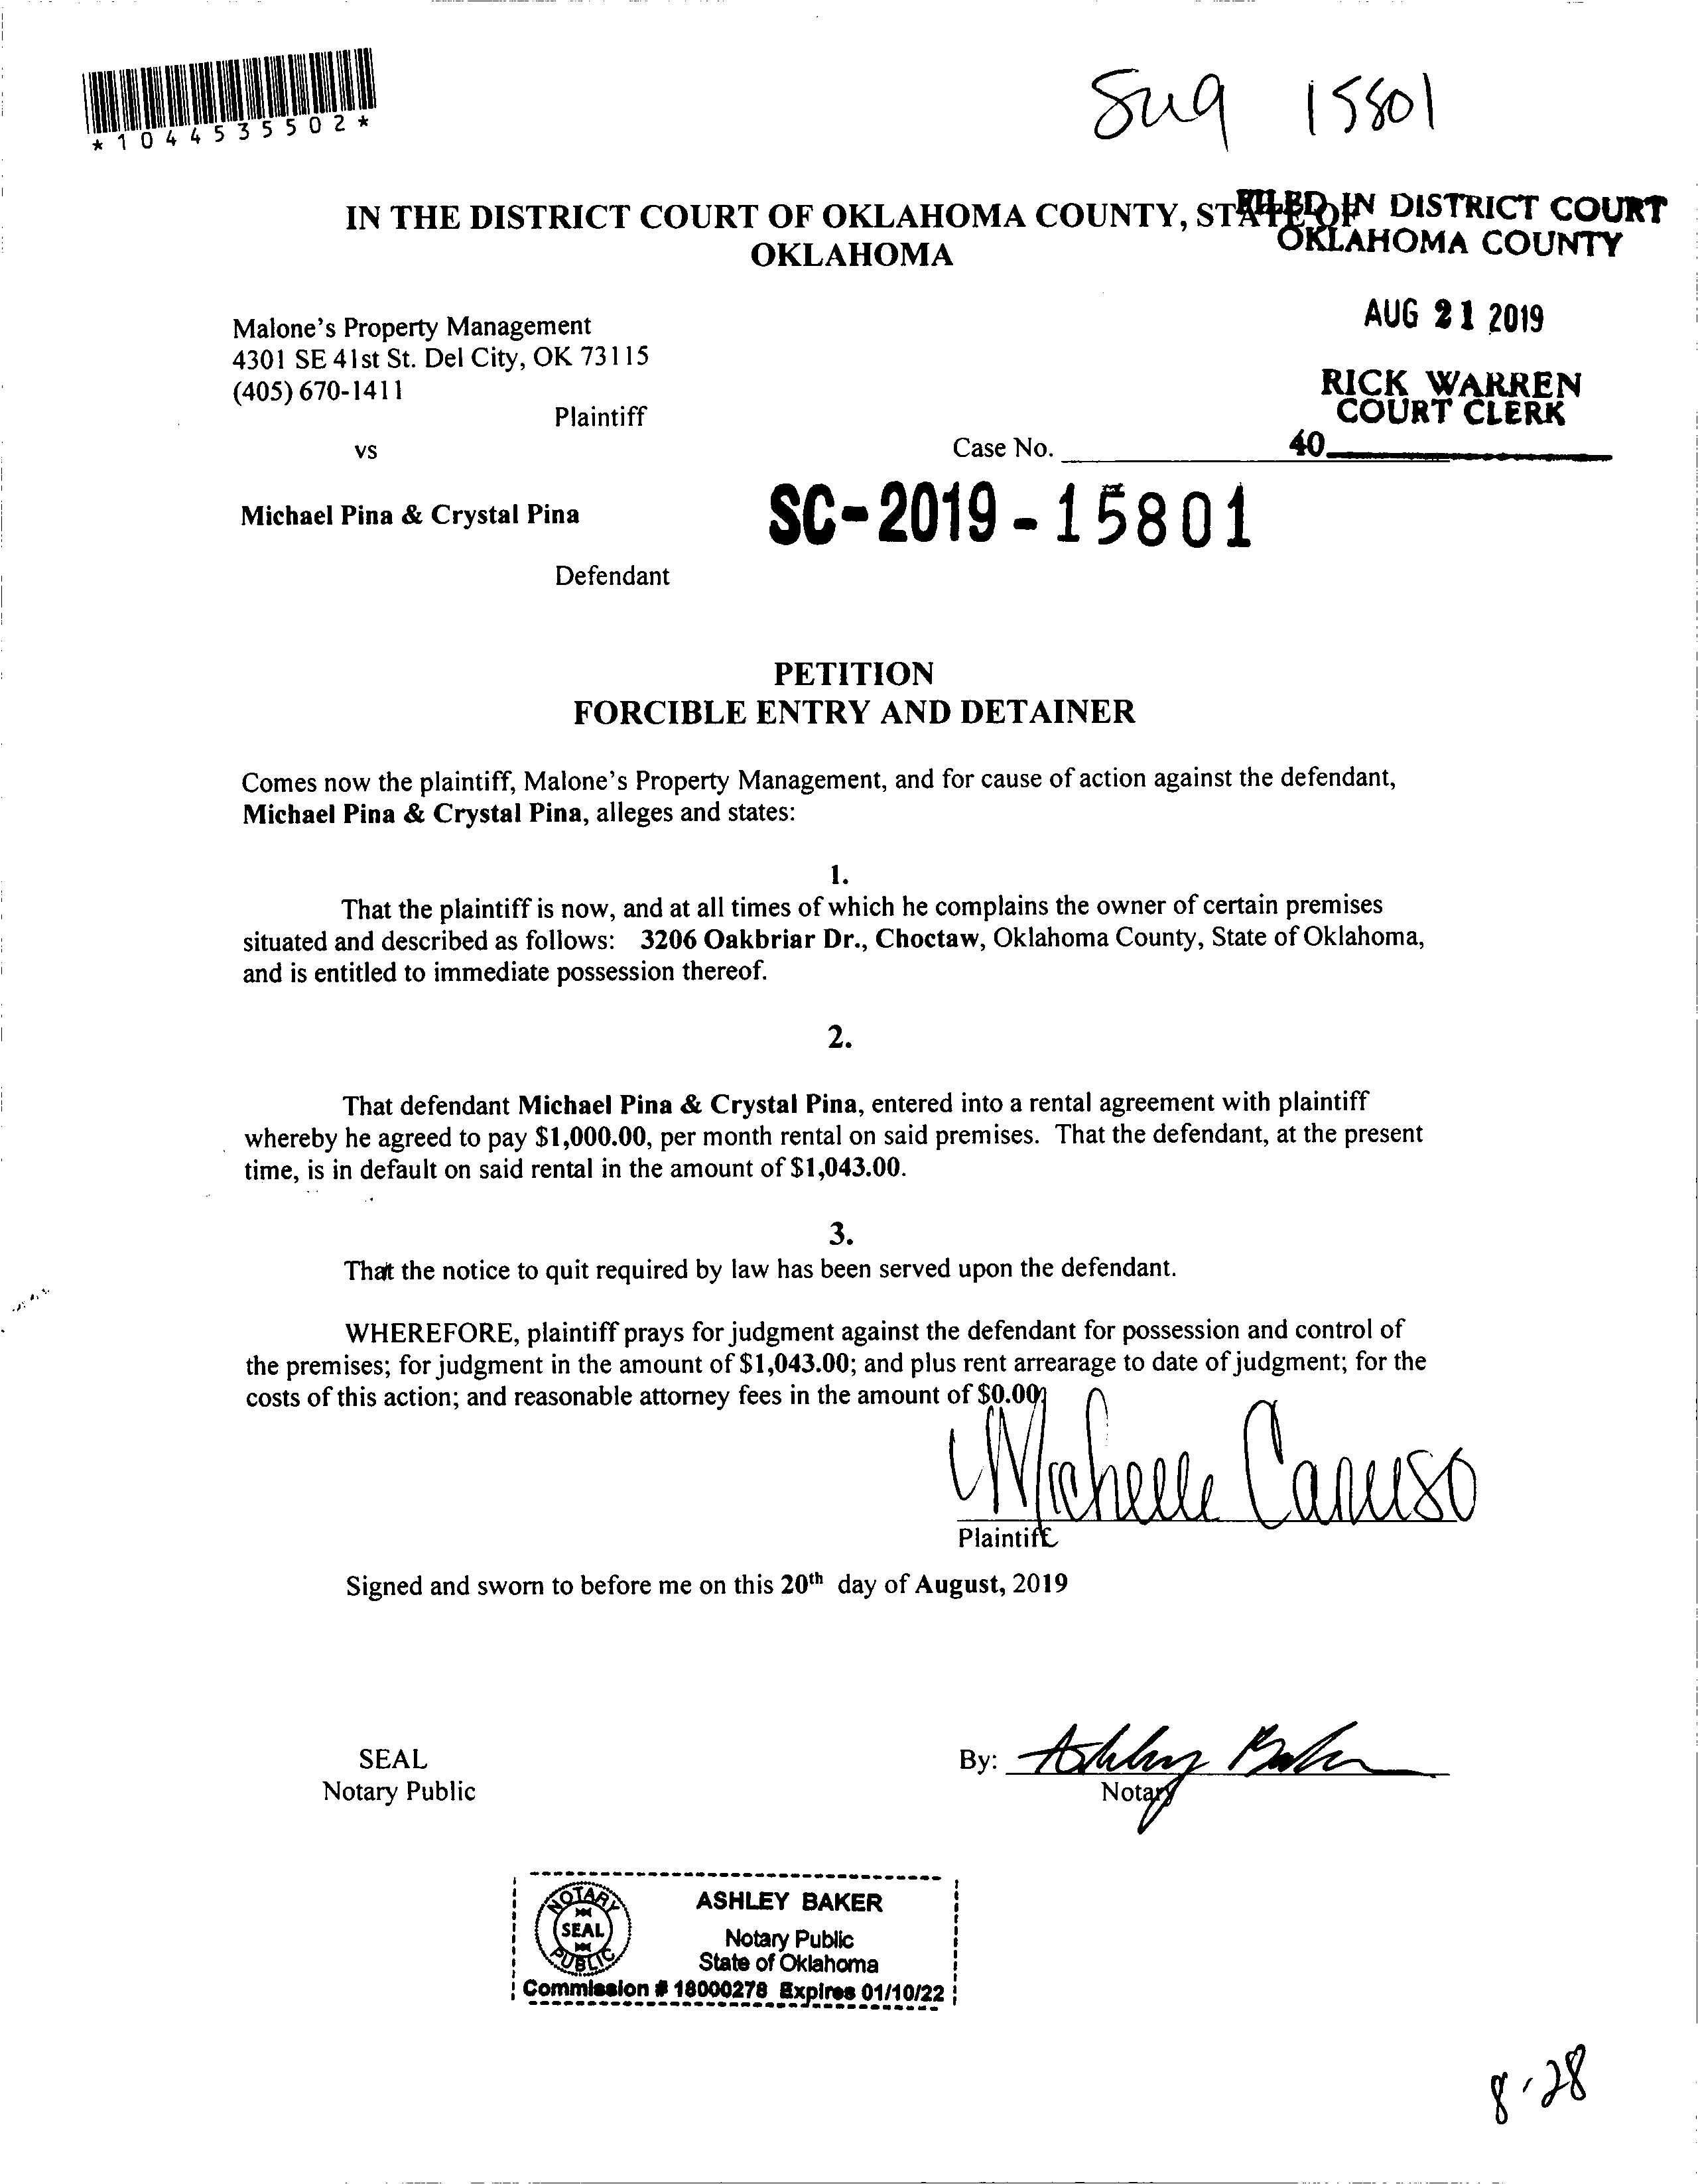 *1044535502*
15801
IN THE DISTRICT COURT OF OKLAHOMA COUNTY, STATE OF
OKLAHOMA
FILED IN DISTRICT COURT
OKLAHOMA COUNTY
AUG 21 2019
RICK WARREN
COURT CLERK
40
Malone's Property Management
4301 SE 41st St. Del City, OK 73115
(405) 670-1411
Plaintiff
vs
Case No.
Michael Pina & Crystal Pina
SC-2019-15801
Defendant
PETITION
FORCIBLE ENTRY AND DETAINER
Comes now the plaintiff, Malone's Property Management, and for cause of action against the defendant,
Michael Pina & Crystal Pina, alleges and states:
1.
That the plaintiff is now, and at all times of which he complains the owner of certain premises
situated and described as follows: 3206 Oakbriar Dr., Choctaw, Oklahoma County, State of Oklahoma,
and is entitled to immediate possession thereof.
2.
That defendant Michael Pina & Crystal Pina, entered into a rental agreement with plaintiff
whereby he agreed to pay $1,000.00, per month rental on said premises. That the defendant, at the present
time, is in default on said rental in the amount of $1,043.00.
3.
That the notice to quit required by law has been served upon the defendant.
WHEREFORE, plaintiff prays for judgment against the defendant for possession and control of
the premises; for judgment in the amount of $1,043.00; and plus rent arrearage to date of judgment; for the
costs of this action; and reasonable attorney fees in the amount of $0.00
Michelle Caruso
Plaintiff
Signed and sworn to before me on this 20th day of August, 2019
SEAL
Notary Public
By: Ashley Baker
Notary
NOTARY
SEAL
PUBLIC
ASHLEY BAKER
Notary Public
State of Oklahoma
Commission # 18000278 Expires 01/10/22
8-28